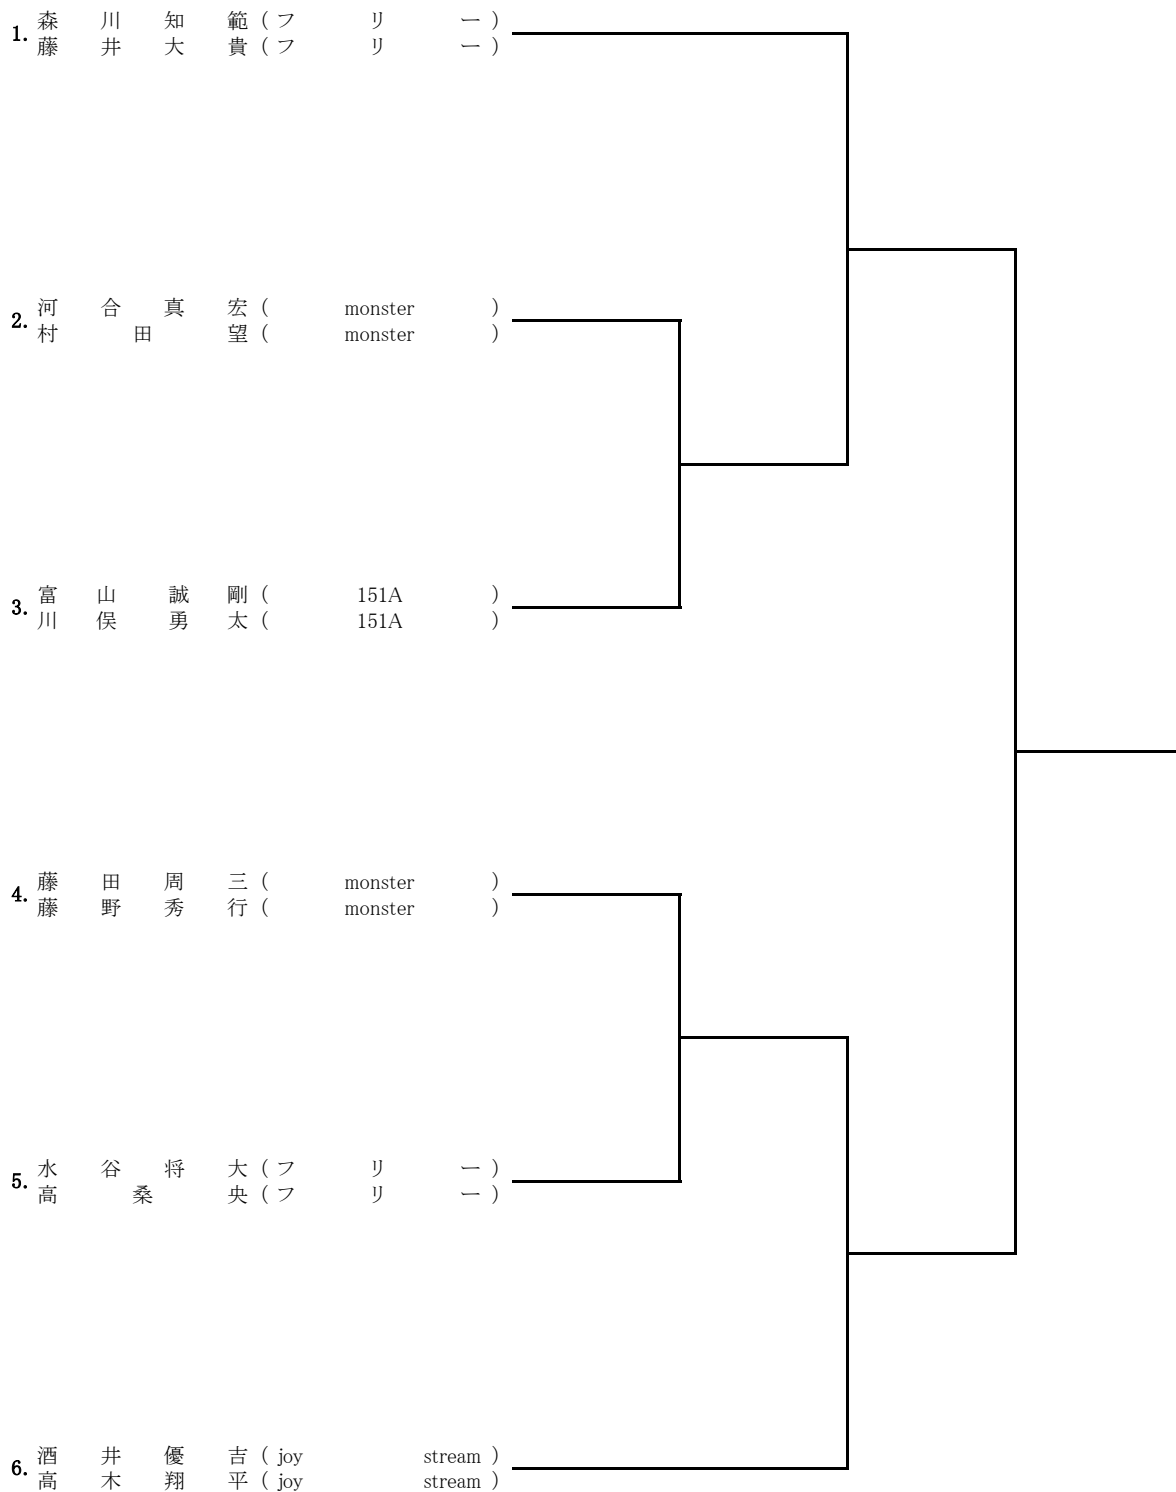 1. 森川知範(フリー)
藤井大貴(フリー)
2. 河合真宏(monster)
村田望(monster)
3. 富山誠剛(151A)
川俣勇太(151A)
4. 藤田周三(monster)
藤野秀行(monster)
5. 水谷将大(フリー)
高桑央(フリー)
6. 酒井優吉(joy stream)
高木翔平(joy stream)